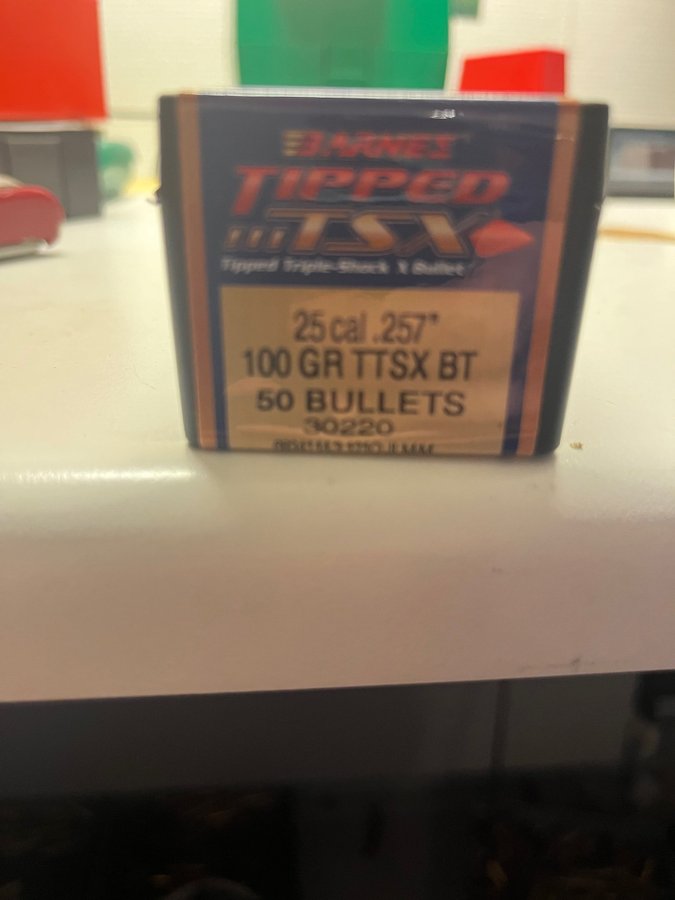 BARNES
TIPPED
TSX
Tipped Triple-Shock X Bullet
25 cal .257"
100 GR TTSX BT
50 BULLETS
30220